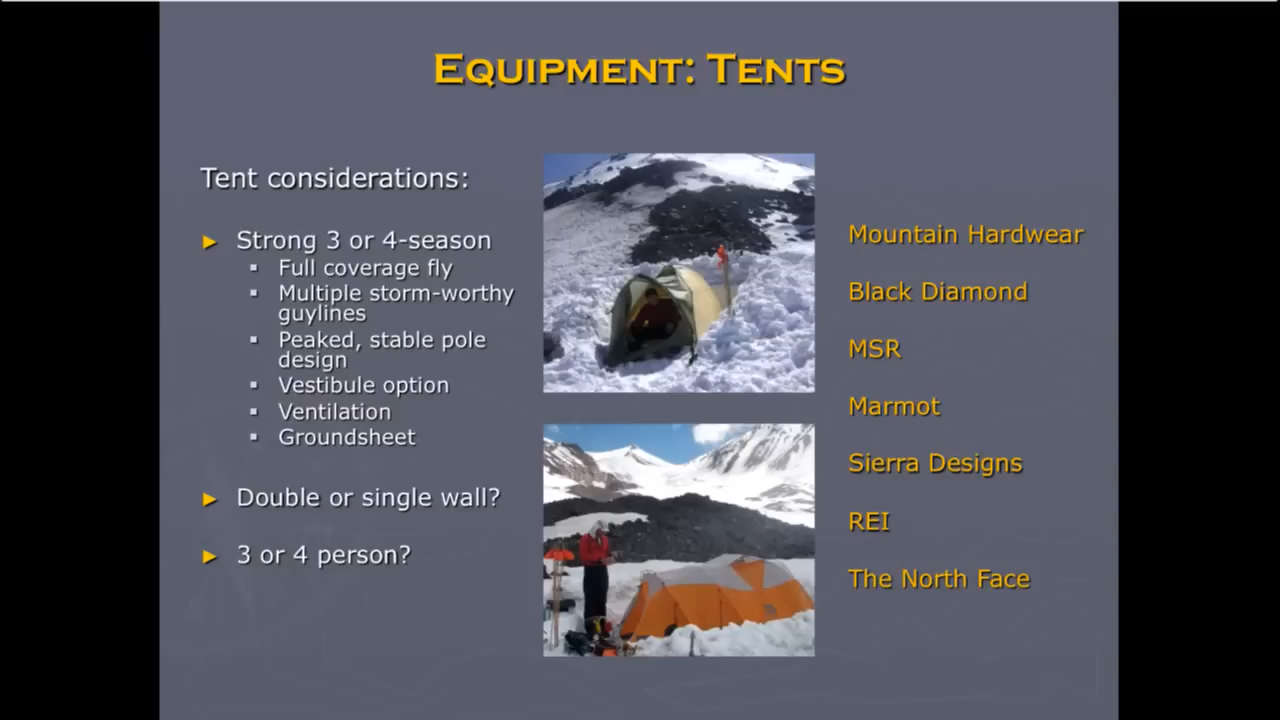 Equipment: Tents
Tent considerations:
► Strong 3 or 4-season
▪ Full coverage fly
▪ Multiple storm-worthy
guylines
▪ Peaked, stable pole
design
▪ Vestibule option
▪ Ventilation
▪ Groundsheet
► Double or single wall?
► 3 or 4 person?
Mountain Hardwear
Black Diamond
MSR
Marmot
Sierra Designs
REI
The North Face